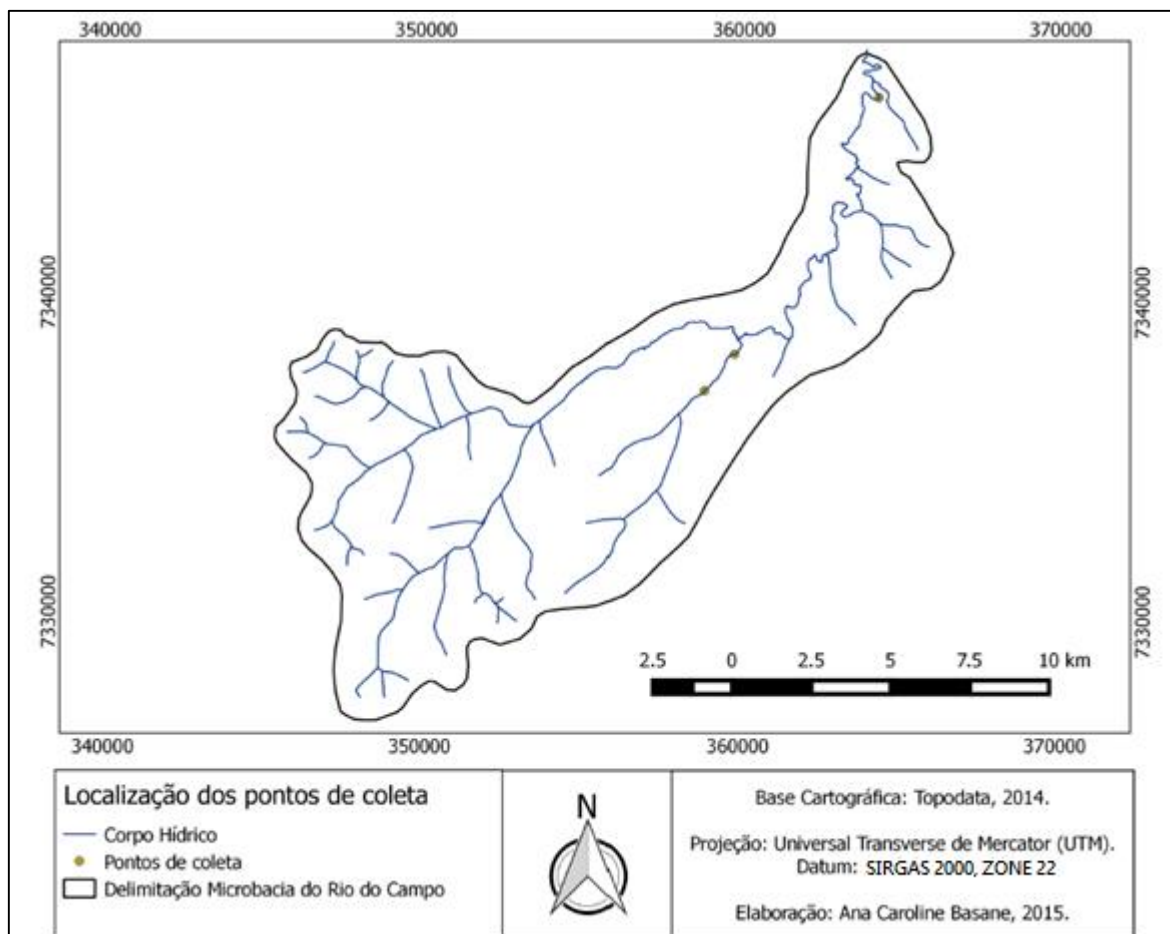 340000 350000 360000 370000
7340000 7340000
7330000 7330000
2.5 0 2.5 5 7.5 10 km
340000 350000 360000 370000
Localização dos pontos de coleta
Corpo Hídrico
Pontos de coleta
Delimitação Microbacia do Rio do Campo
N
Base Cartográfica: Topodata, 2014.
Projeção: Universal Transverse de Mercator (UTM).
Datum: SIRGAS 2000, ZONE 22
Elaboração: Ana Caroline Basane, 2015.